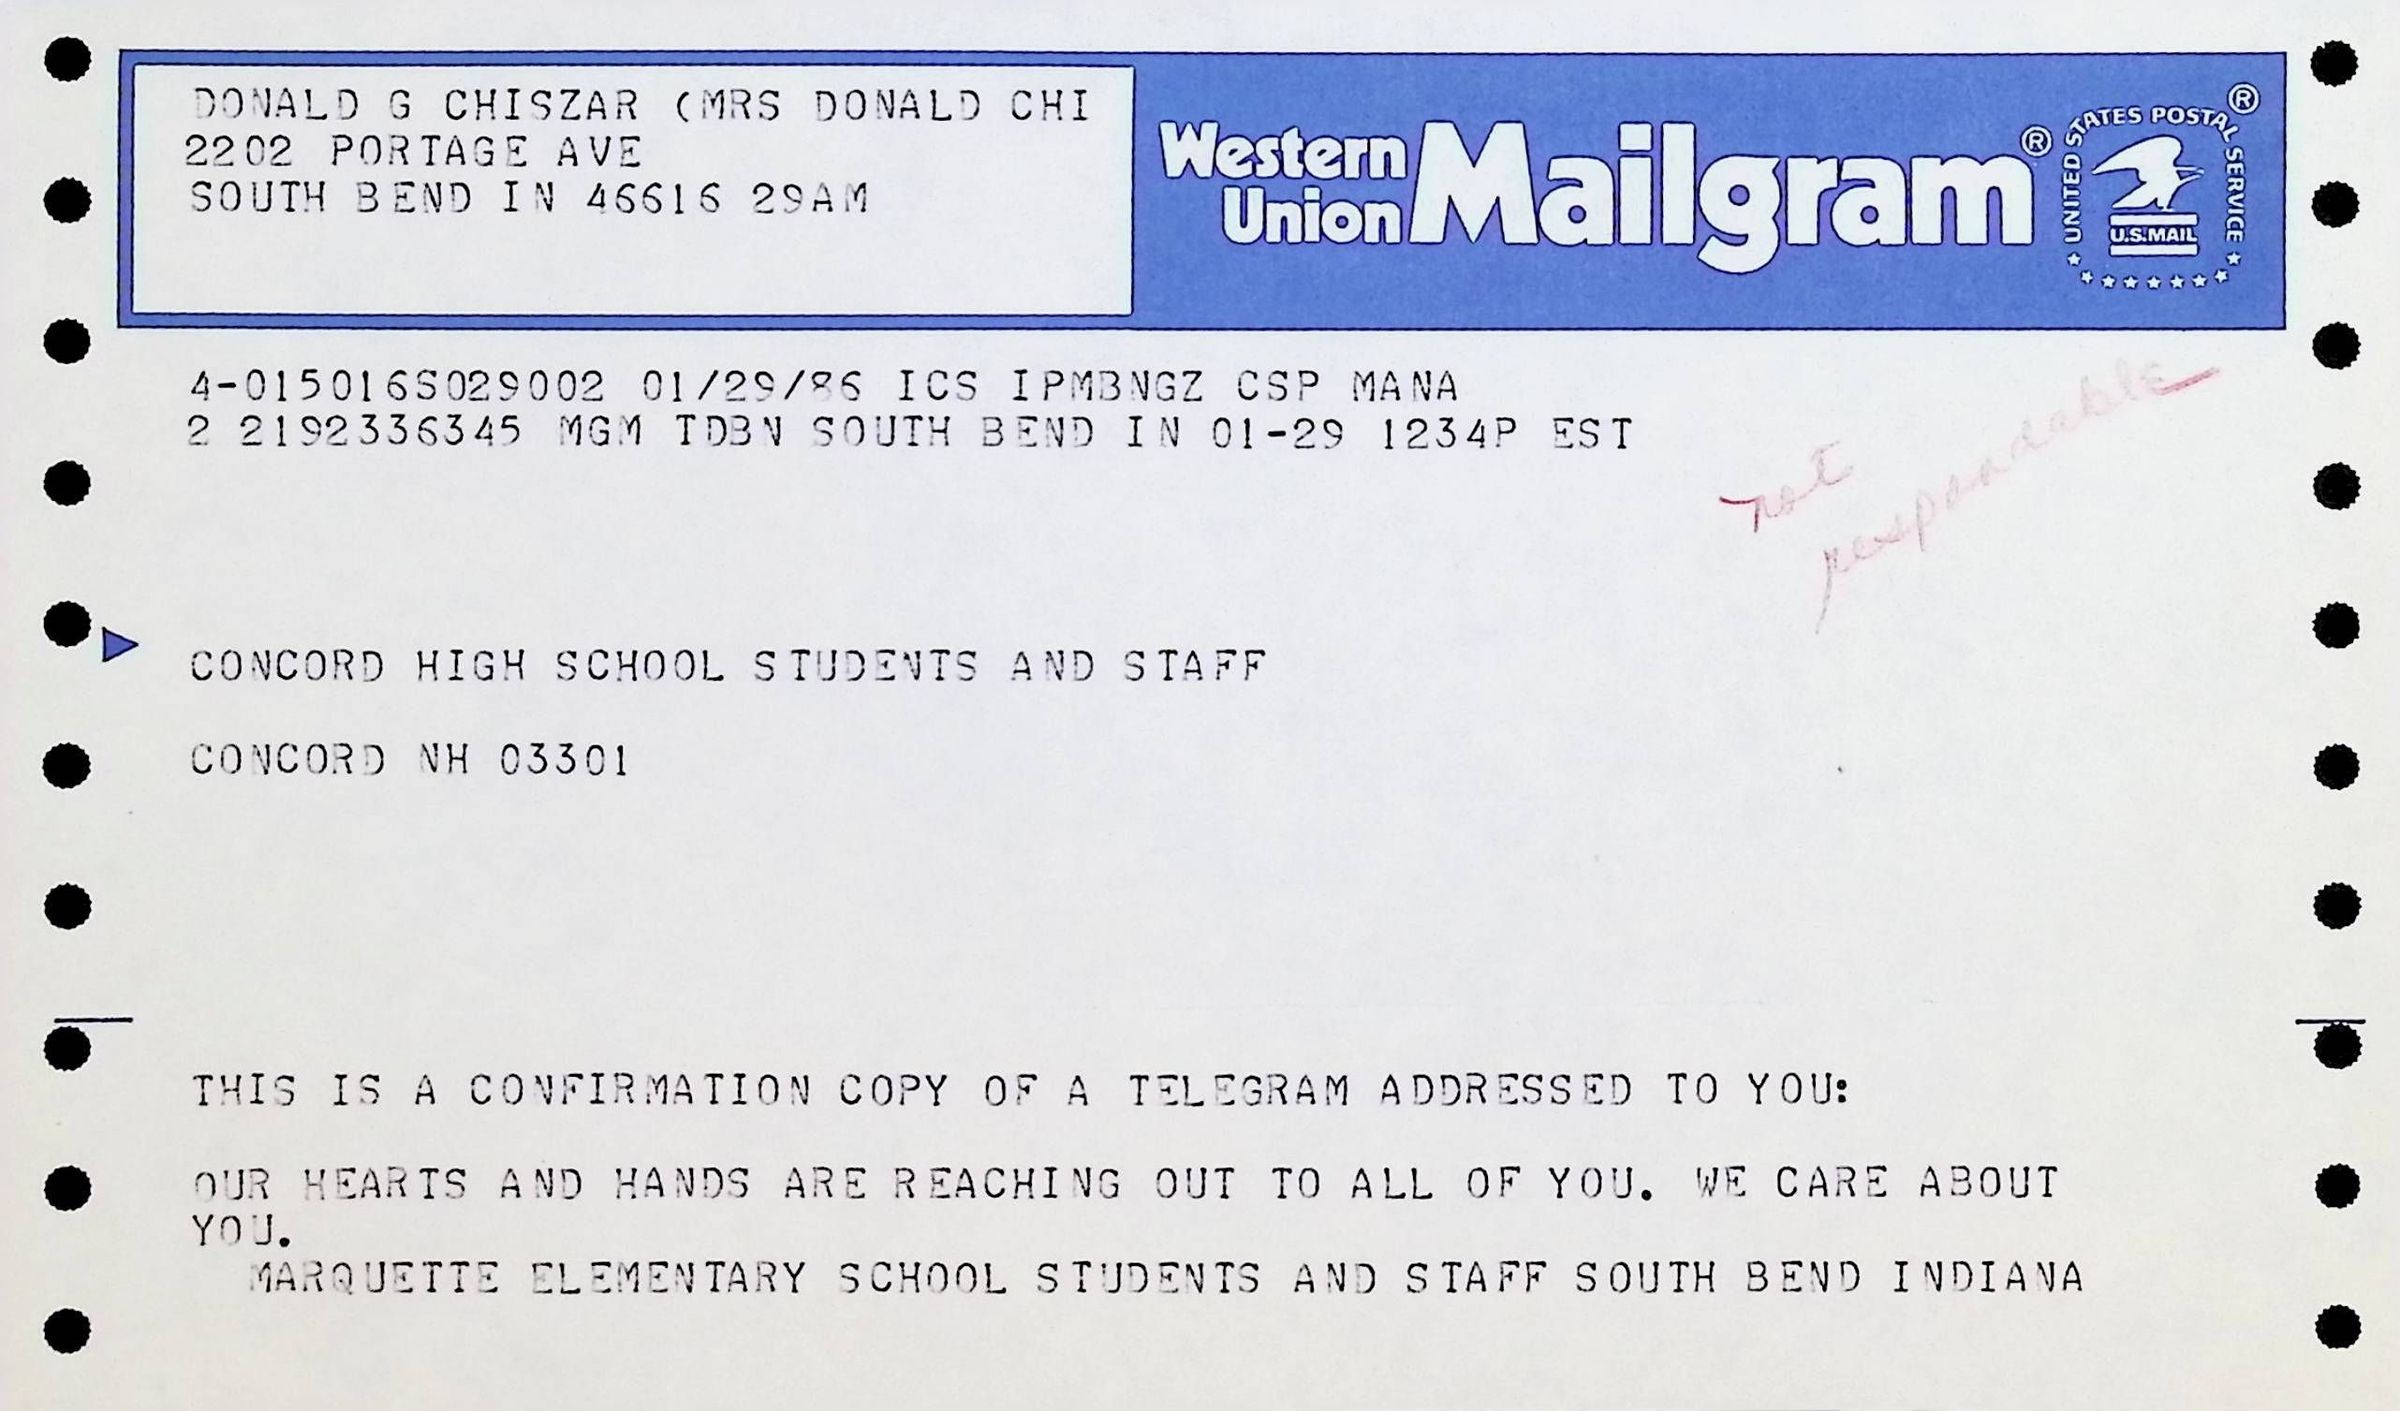 DONALD G CHISZAR (MRS DONALD CHI
2202 PORTAGE AVE
SOUTH BEND IN 46616 29AM
Western
Union
Mailgram®
®
UNITED STATES POSTAL SERVICE
U.S.MAIL
4-015016S029002 01/29/86 ICS IPMBNGZ CSP MANA
2 2192336345 MGM TDBN SOUTH BEND IN 01-29 1234P EST
not
respondable
CONCORD HIGH SCHOOL STUDENTS AND STAFF
CONCORD NH 03301
THIS IS A CONFIRMATION COPY OF A TELEGRAM ADDRESSED TO YOU:
OUR HEARTS AND HANDS ARE REACHING OUT TO ALL OF YOU. WE CARE ABOUT
YOU.
MARQUETTE ELEMENTARY SCHOOL STUDENTS AND STAFF SOUTH BEND INDIANA